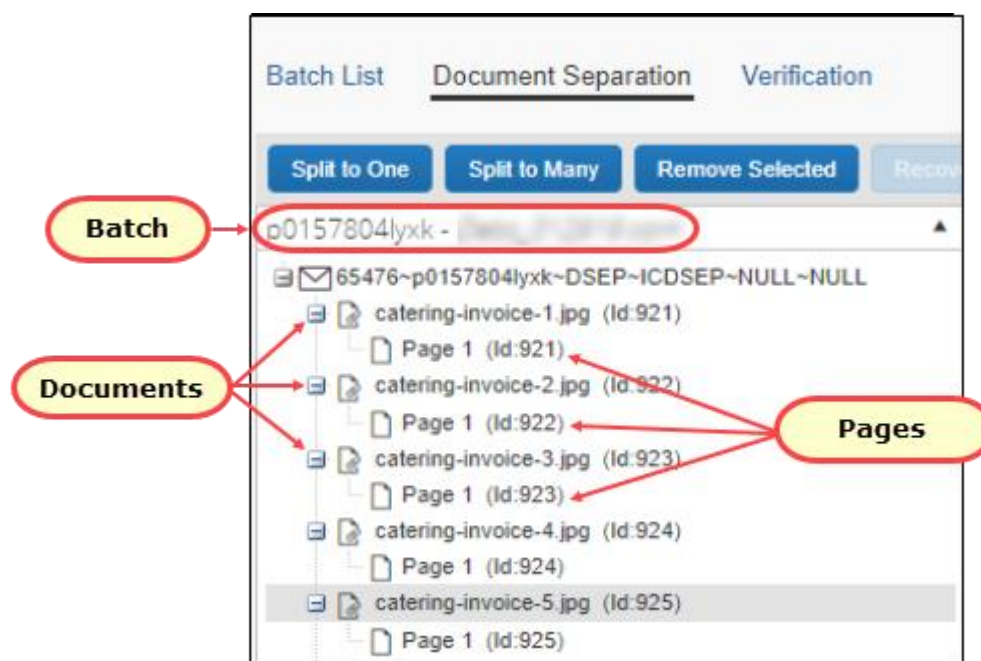 Batch List Document Separation Verification
Split to One Split to Many Remove Selected Recov
Batch
p0157804lyxk -
65476~p0157804lyxk~DSEP~ICDSEP~NULL~NULL
catering-invoice-1.jpg (Id:921)
Page 1 (Id:921)
Documents
catering-invoice-2.jpg (Id:922)
Page 1 (Id:922)
Pages
catering-invoice-3.jpg (Id:923)
Page 1 (Id:923)
catering-invoice-4.jpg (Id:924)
Page 1 (Id:924)
catering-invoice-5.jpg (Id:925)
Page 1 (Id:925)